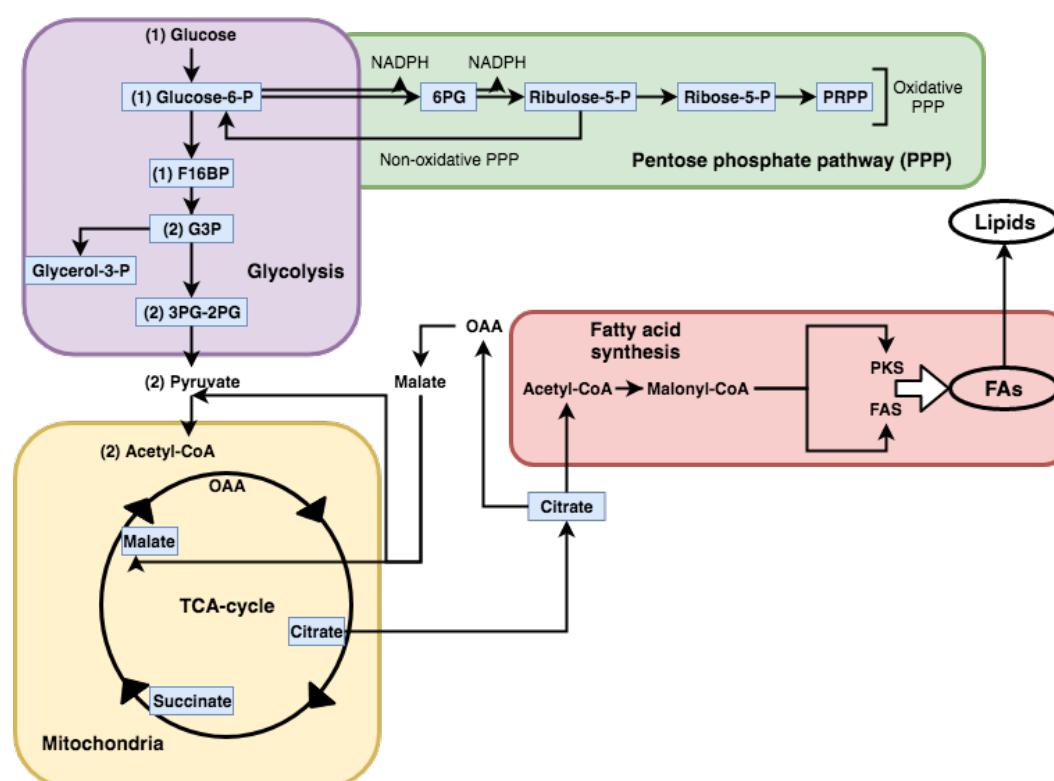 (1) Glucose
NADPH
NADPH
(1) Glucose-6-P
6PG
Ribulose-5-P
Ribose-5-P
PRPP
Oxidative
PPP
Non-oxidative PPP
Pentose phosphate pathway (PPP)
(1) F16BP
(2) G3P
Glycerol-3-P
Glycolysis
(2) 3PG-2PG
Lipids
OAA
Fatty acid
synthesis
(2) Pyruvate
Malate
Acetyl-CoA
Malonyl-CoA
PKS
FAS
FAs
(2) Acetyl-CoA
OAA
Citrate
Malate
TCA-cycle
Citrate
Succinate
Mitochondria